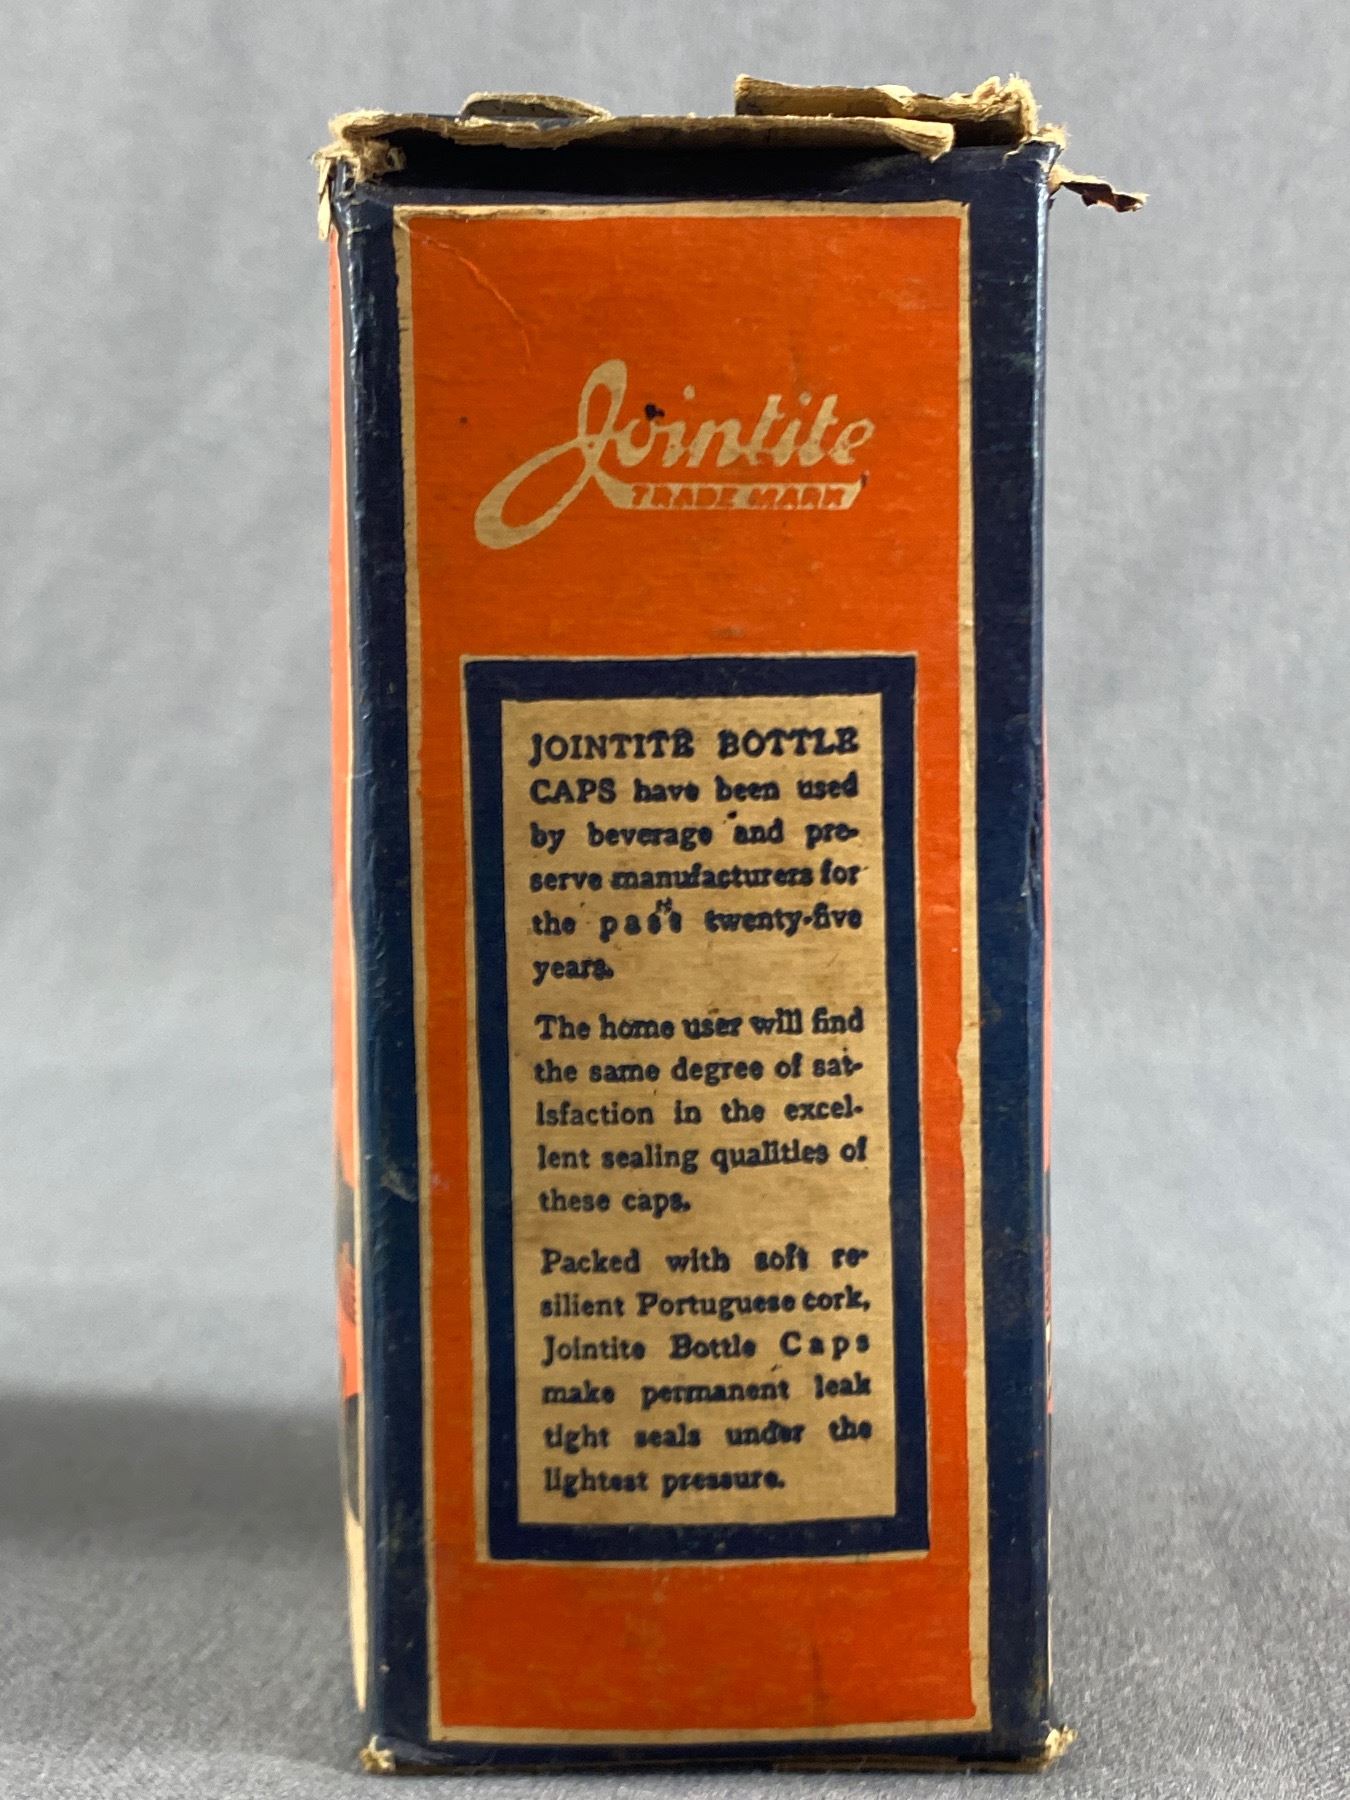 Jointite
TRADE MARK
JOINTITE BOTTLE
CAPS have been used
by beverage and pre-
serve manufacturers for
the past twenty-five
years.
The home user will find
the same degree of sat-
isfaction in the excel-
lent sealing qualities of
these caps.
Packed with soft re-
silient Portuguese cork,
Jointite Bottle Caps
make permanent leak
tight seals under the
lightest pressure.